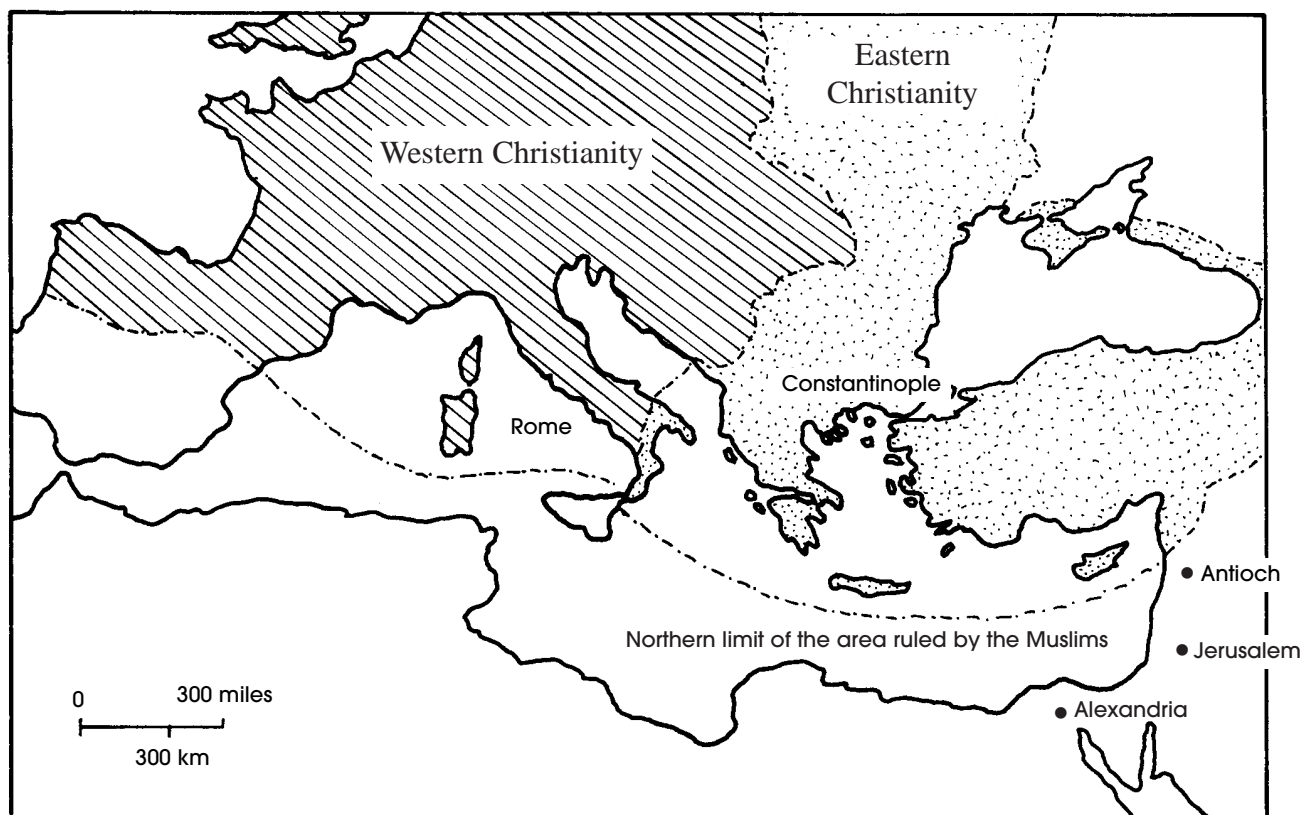 Eastern
Christianity
Western Christianity
Constantinople
Rome
Antioch
Northern limit of the area ruled by the Muslims
Jerusalem
0 300 miles
Alexandria
300 km